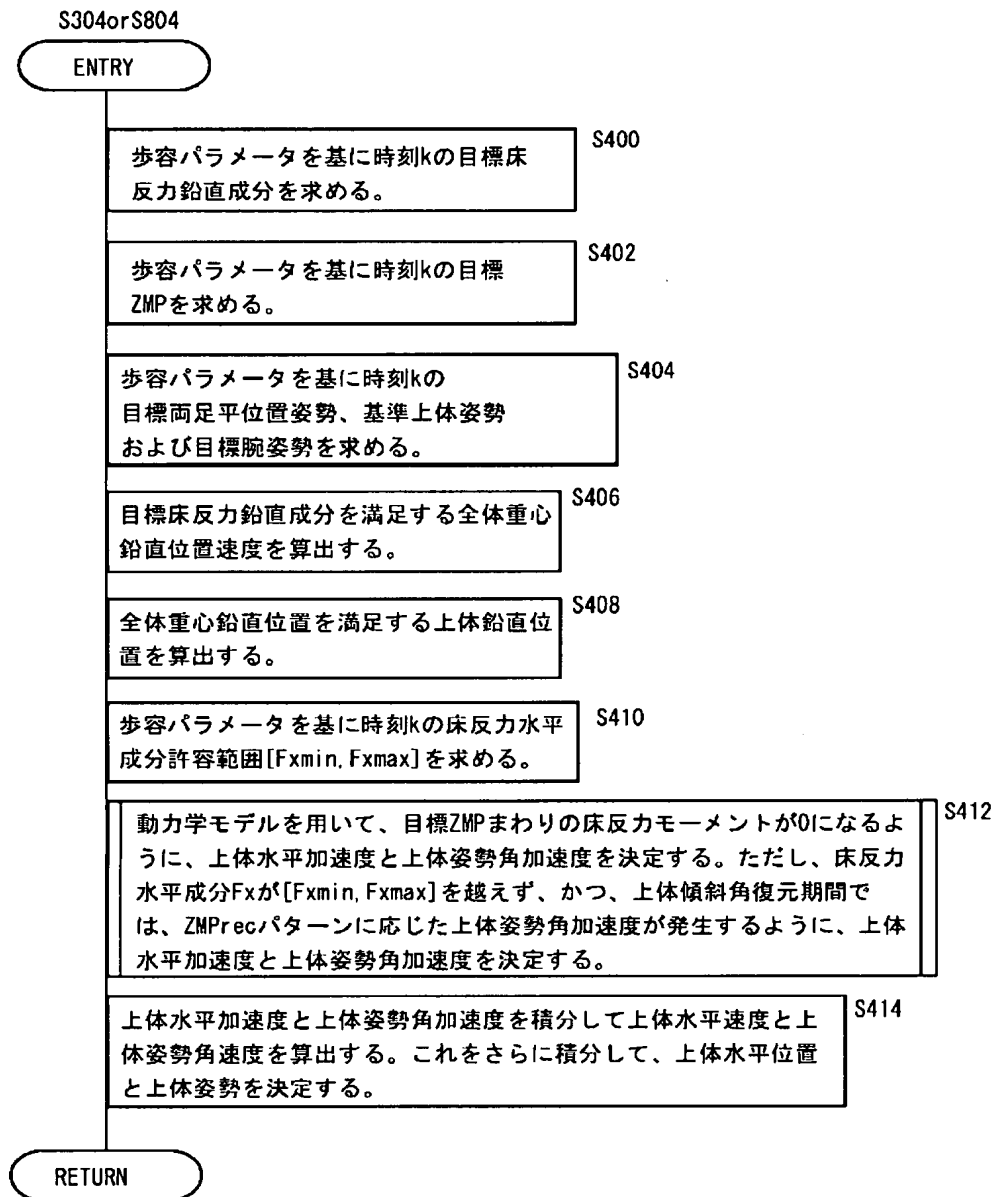 S304orS804
ENTRY
S400
歩容パラメータを基に時刻kの目標床
反力鉛直成分を求める。
S402
歩容パラメータを基に時刻kの目標
ZMPを求める。
S404
歩容パラメータを基に時刻kの
目標両足平位置姿勢、基準上体姿勢
および目標腕姿勢を求める。
S406
目標床反力鉛直成分を満足する全体重心
鉛直位置速度を算出する。
S408
全体重心鉛直位置を満足する上体鉛直位
置を算出する。
S410
歩容パラメータを基に時刻kの床反力水平
成分許容範囲[Fxmin,Fxmax]を求める。
S412
動力学モデルを用いて、目標ZMPまわりの床反力モーメントが0になるよ
うに、上体水平加速度と上体姿勢角加速度を決定する。ただし、床反力
水平成分Fxが[Fxmin,Fxmax]を越えず、かつ、上体傾斜角復元期間で
は、ZMPrecパターンに応じた上体姿勢角加速度が発生するように、上体
水平加速度と上体姿勢角加速度を決定する。
S414
上体水平加速度と上体姿勢角加速度を積分して上体水平速度と上
体姿勢角速度を算出する。これをさらに積分して、上体水平位置
と上体姿勢を決定する。
RETURN